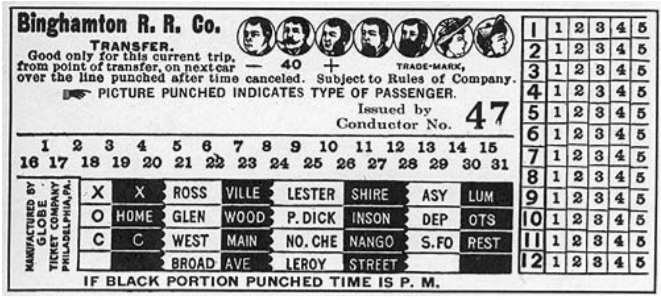 Binghamton R. R. Co.
TRANSFER.
Good only for this current trip,
from point of transfer, on next car
— 40 + TRADE-MARK,
over the line punched after time canceled. Subject to Rules of Company.
PICTURE PUNCHED INDICATES TYPE OF PASSENGER.
Issued by
Conductor No. 47
1 2 3 4 5 6 7 8 9 10 11 12 13 14 15
16 17 18 19 20 21 22 23 24 25 26 27 28 29 30 31
MANUFACTURED BY
GLOBE
TICKET COMPANY
PHILADELPHIA, PA.
X X ROSS VILLE LESTER SHIRE ASY LUM
O HOME GLEN WOOD P. DICK INSON DEP OTS
C C WEST MAIN NO. CHE NANGO S. FO REST
BROAD AVE LEROY STREET
IF BLACK PORTION PUNCHED TIME IS P. M.
1 1 2 3 4 5
2 1 2 3 4 5
3 1 2 3 4 5
4 1 2 3 4 5
5 1 2 3 4 5
6 1 2 3 4 5
7 1 2 3 4 5
8 1 2 3 4 5
9 1 2 3 4 5
10 1 2 3 4 5
11 1 2 3 4 5
12 1 2 3 4 5